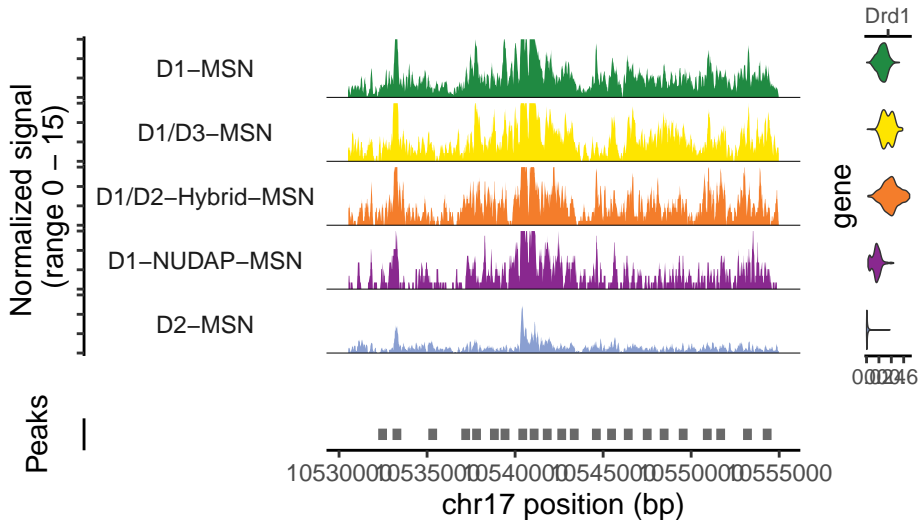 Drd1
Normalized signal
(range 0 – 15)
D1–MSN
D1/D3–MSN
D1/D2–Hybrid–MSN
D1–NUDAP–MSN
D2–MSN
gene
Peaks
10530000 10535000 10540000 10545000 10550000 10555000
chr17 position (bp)